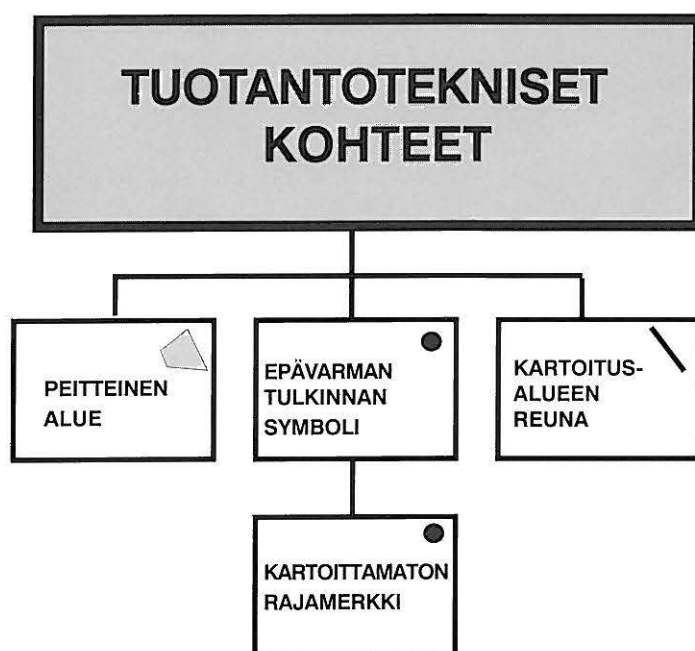 TUOTANTOTEKNISET
KOHTEET
PEITTEINEN
ALUE
EPÄVARMAN
TULKINNAN
SYMBOLI
KARTOITUS-
ALUEEN
REUNA
KARTOITTAMATON
RAJAMERKKI